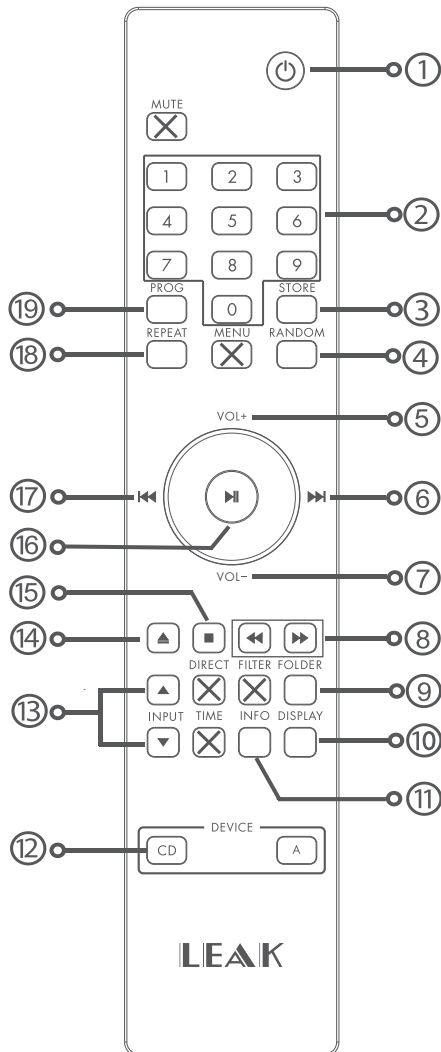 ①
MUTE
1 2 3
②
4 5 6
7 8 9
PROG STORE
⑲ 0 ③
REPEAT MENU RANDOM
⑱ ④
VOL+ ⑤
⑰ ⑥
⑯
VOL− ⑦
⑮
⑭ ⑧
DIRECT FILTER FOLDER
⑨
⑬ INPUT TIME INFO DISPLAY
⑩
⑪
DEVICE
⑫ CD A
LEAK